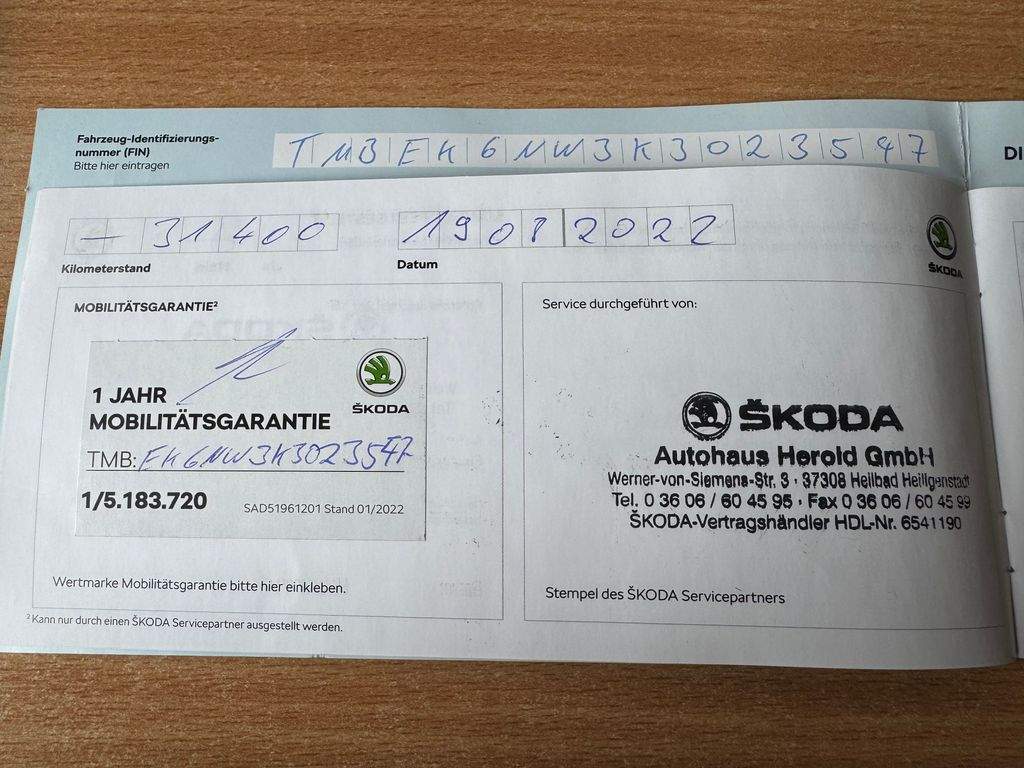 Fahrzeug-Identifizierungs-
nummer (FIN)
Bitte hier eintragen
TMBEK6NW3K3023547
DI
— 31400
19082022
Kilometerstand
Datum
ŠKODA
MOBILITÄTSGARANTIE²
1 JAHR
MOBILITÄTSGARANTIE
ŠKODA
TMB: EK6NW3K3023547
1/5.183.720
SAD51961201 Stand 01/2022
Wertmarke Mobilitätsgarantie bitte hier einkleben.
Service durchgeführt von:
ŠKODA
Autohaus Herold GmbH
Werner-von-Siemens-Str. 3 · 37308 Heilbad Heiligenstadt
Tel. 0 36 06 / 60 45 95 · Fax 0 36 06 / 60 45 99
ŠKODA-Vertragshändler HDL-Nr. 6541190
Stempel des ŠKODA Servicepartners
² Kann nur durch einen ŠKODA Servicepartner ausgestellt werden.